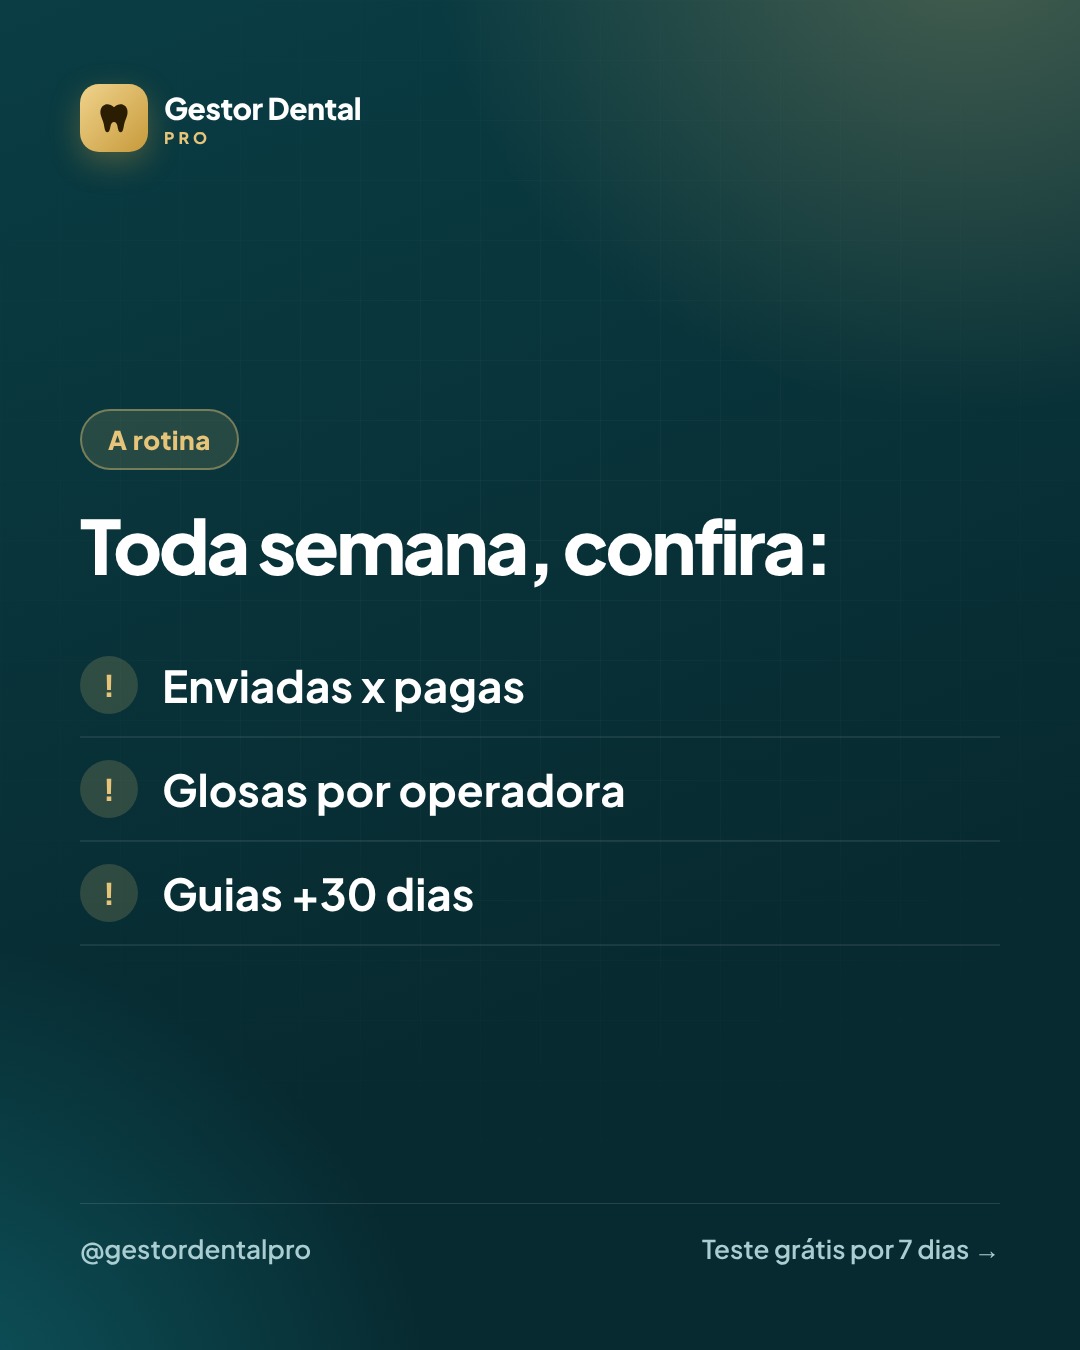 Gestor Dental
PRO
A rotina
Toda semana, confira:
! Enviadas x pagas
! Glosas por operadora
! Guias +30 dias
@gestordentalpro
Teste grátis por 7 dias →